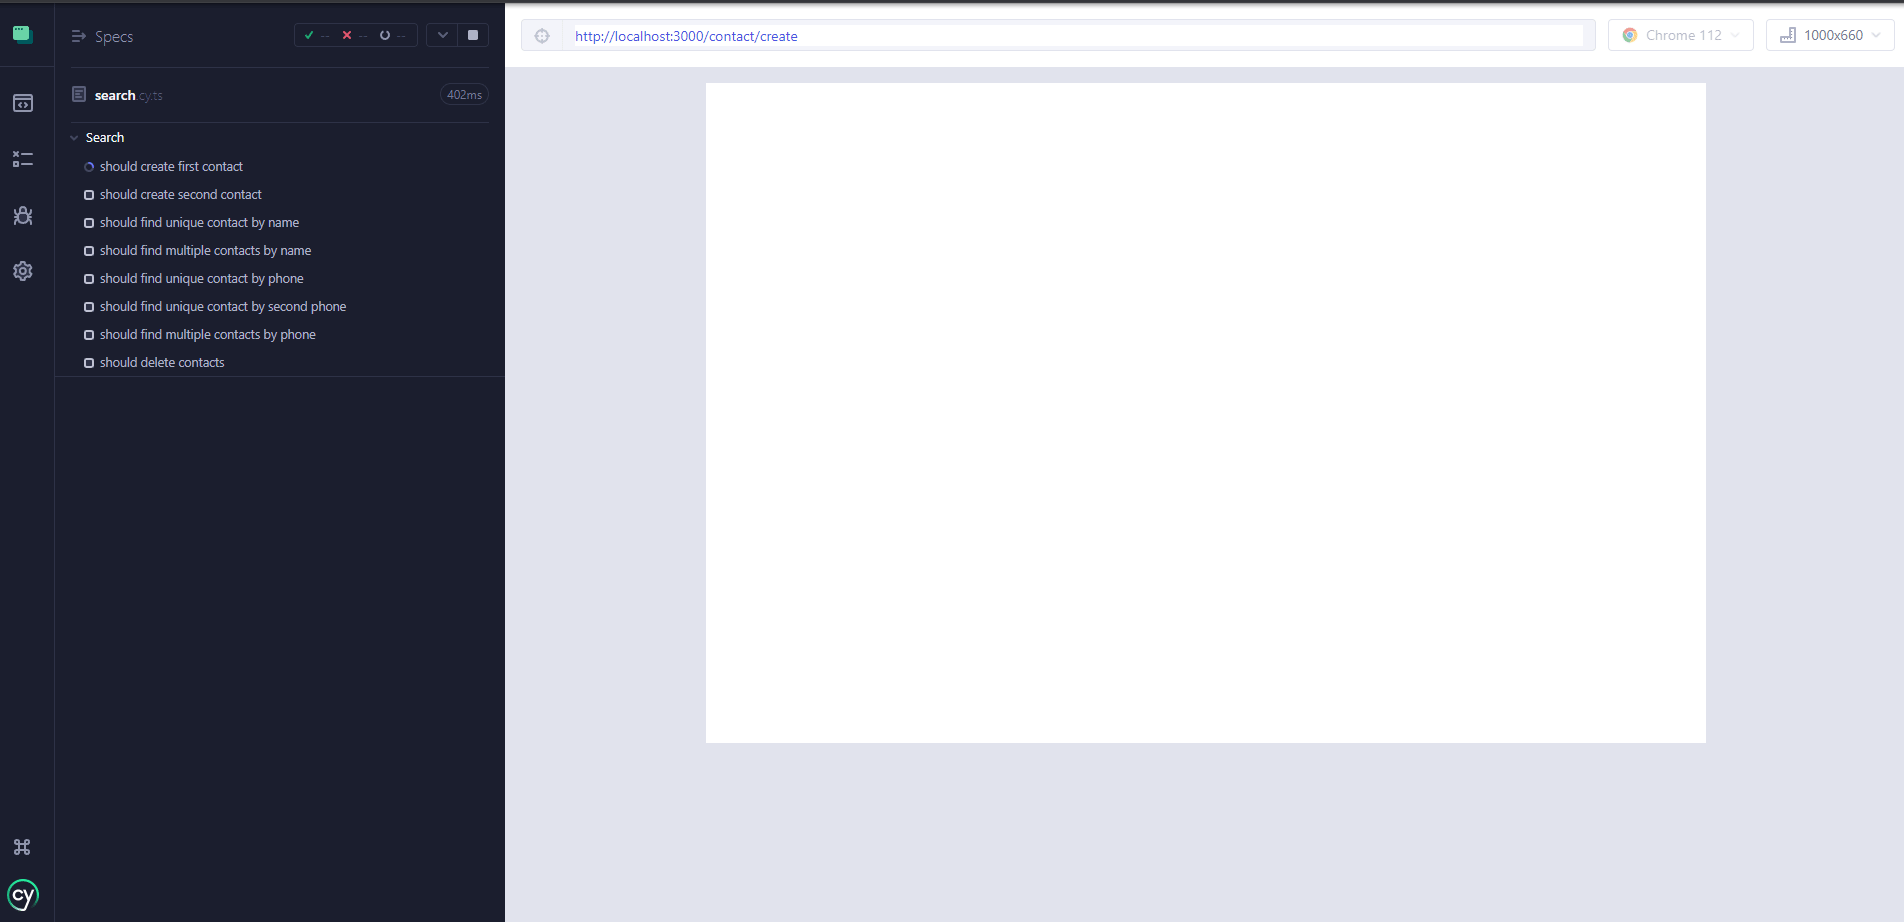 Specs
-- -- --
http://localhost:3000/contact/create
Chrome 112
1000x660
search.cy.ts
402ms
Search
should create first contact
should create second contact
should find unique contact by name
should find multiple contacts by name
should find unique contact by phone
should find unique contact by second phone
should find multiple contacts by phone
should delete contacts
cy